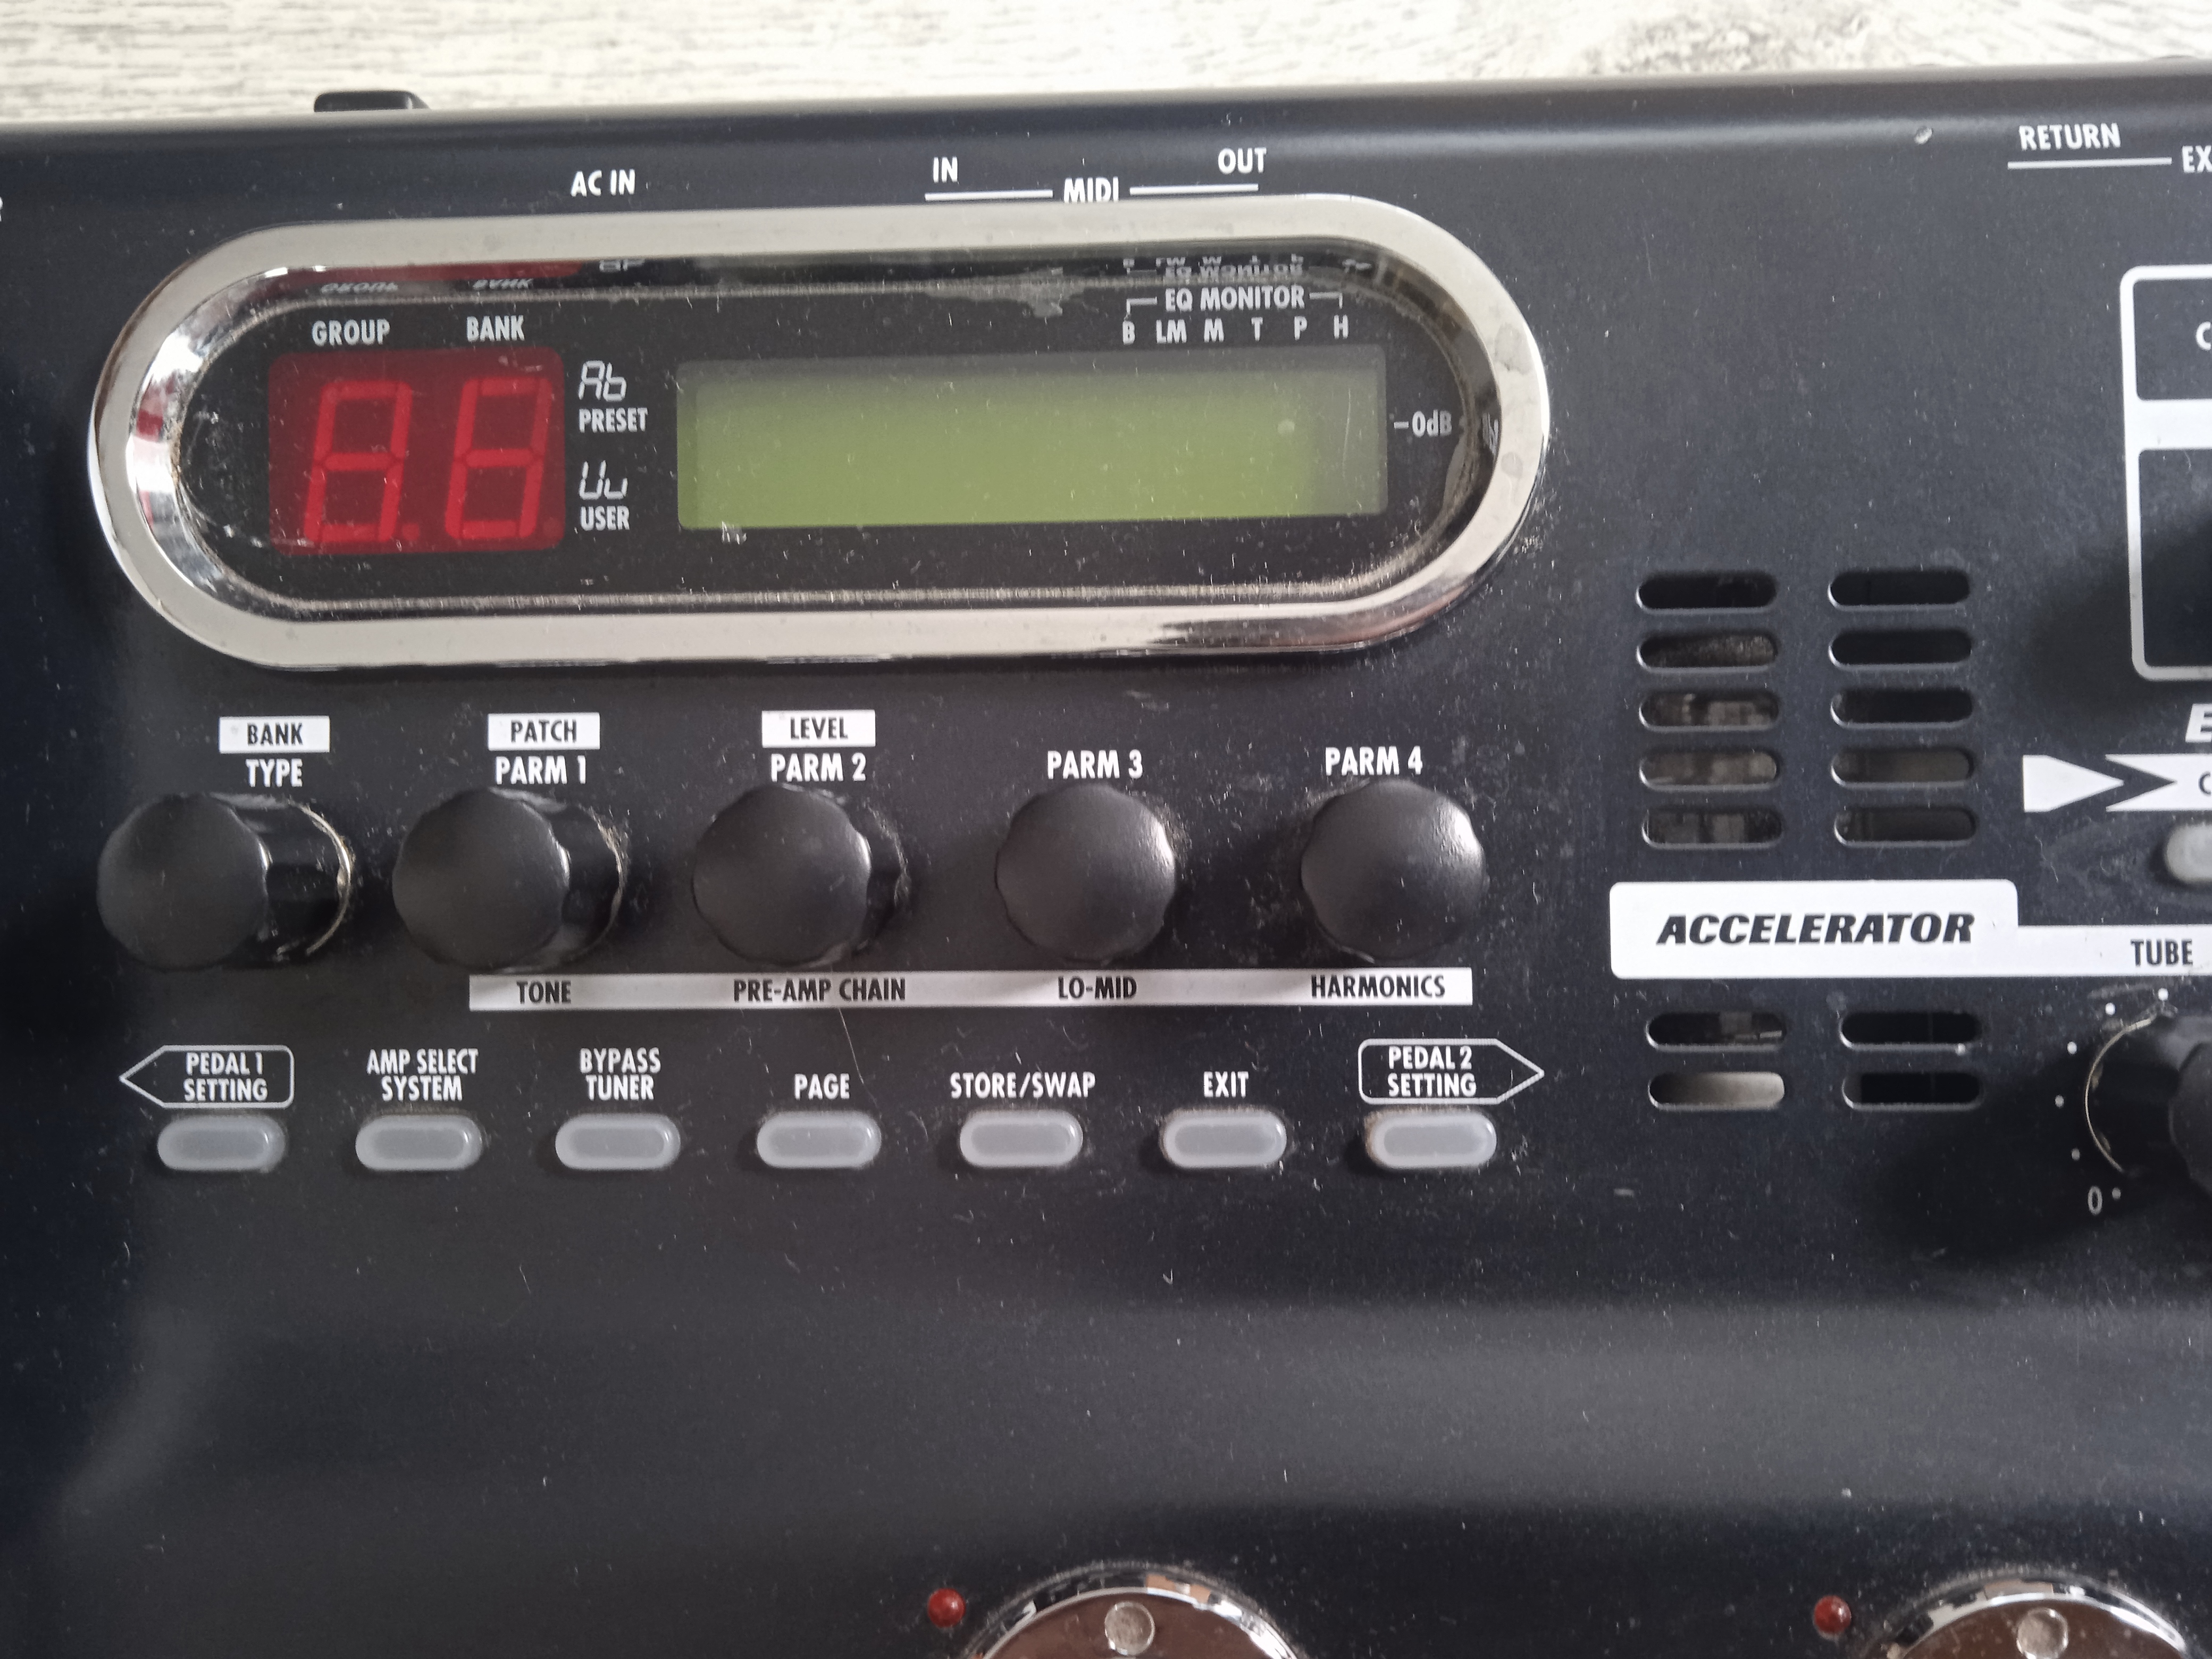 RETURN
IN OUT
AC IN MIDI
EQ MONITOR
GROUP BANK B LM M T P H
Ab
PRESET
-0dB
Uu
USER
BANK PATCH LEVEL
TYPE PARM 1 PARM 2 PARM 3 PARM 4
ACCELERATOR
TUBE
TONE PRE-AMP CHAIN LO-MID HARMONICS
PEDAL 1 AMP SELECT BYPASS PEDAL 2
SETTING SYSTEM TUNER PAGE STORE/SWAP EXIT SETTING
0